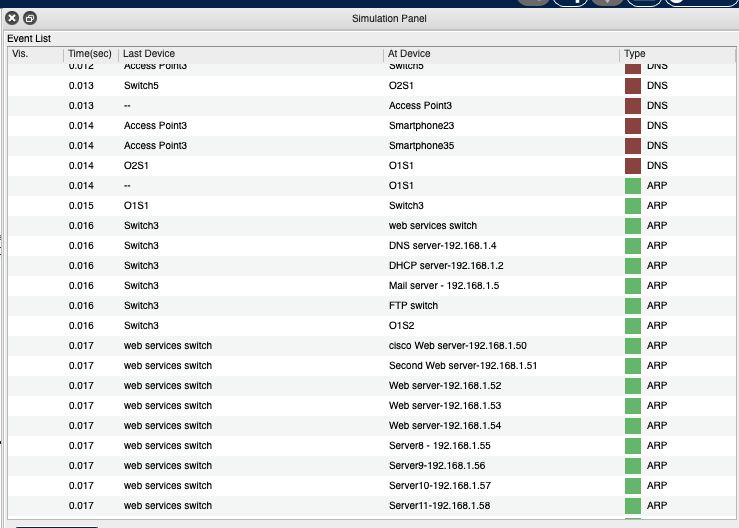 Simulation Panel
Event List
Vis. Time(sec) Last Device At Device Type
0.012 Access Point3 Switch5 DNS
0.013 Switch5 O2S1 DNS
0.013 -- Access Point3 DNS
0.014 Access Point3 Smartphone23 DNS
0.014 Access Point3 Smartphone35 DNS
0.014 O2S1 O1S1 DNS
0.014 -- O1S1 ARP
0.015 O1S1 Switch3 ARP
0.016 Switch3 web services switch ARP
0.016 Switch3 DNS server-192.168.1.4 ARP
0.016 Switch3 DHCP server-192.168.1.2 ARP
0.016 Switch3 Mail server - 192.168.1.5 ARP
0.016 Switch3 FTP switch ARP
0.016 Switch3 O1S2 ARP
0.017 web services switch cisco Web server-192.168.1.50 ARP
0.017 web services switch Second Web server-192.168.1.51 ARP
0.017 web services switch Web server-192.168.1.52 ARP
0.017 web services switch Web server-192.168.1.53 ARP
0.017 web services switch Web server-192.168.1.54 ARP
0.017 web services switch Server8 - 192.168.1.55 ARP
0.017 web services switch Server9-192.168.1.56 ARP
0.017 web services switch Server10-192.168.1.57 ARP
0.017 web services switch Server11-192.168.1.58 ARP